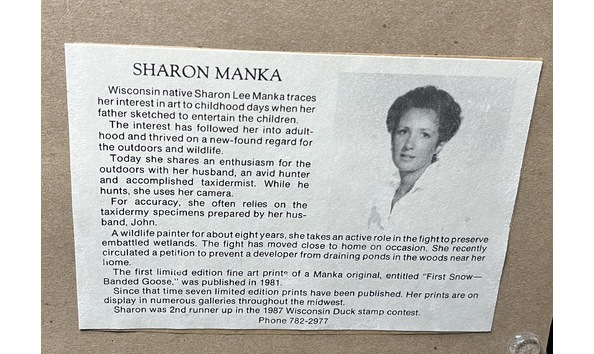 SHARON MANKA
Wisconsin native Sharon Lee Manka traces
her interest in art to childhood days when her
father sketched to entertain the children.
The interest has followed her into adult-
hood and thrived on a new-found regard for
the outdoors and wildlife.
Today she shares an enthusiasm for the
outdoors with her husband, an avid hunter
and accomplished taxidermist. While he
hunts, she uses her camera.
For accuracy, she often relies on the
taxidermy specimens prepared by her hus-
band, John.
A wildlife painter for about eight years, she takes an active role in the fight to preserve
embattled wetlands. The fight has moved close to home on occasion. She recently
circulated a petition to prevent a developer from draining ponds in the woods near her
home.
The first limited edition fine art print of a Manka original, entitled "First Snow—
Banded Goose," was published in 1981.
Since that time seven limited edition prints have been published. Her prints are on
display in numerous galleries throughout the midwest.
Sharon was 2nd runner up in the 1987 Wisconsin Duck stamp contest.
Phone 782-2977